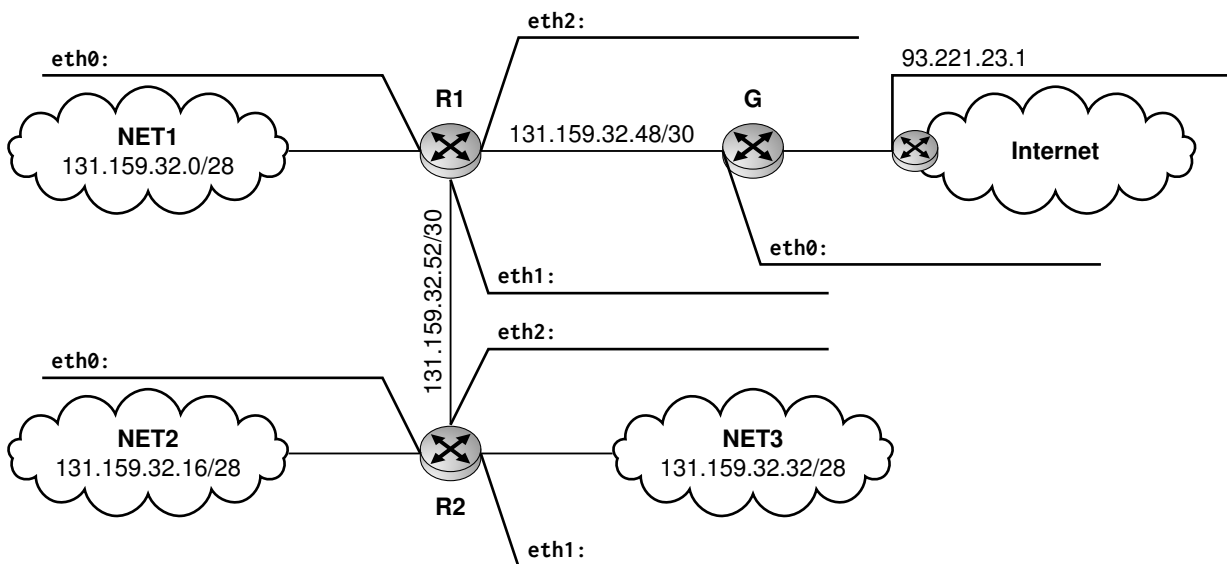 eth2:
eth0:
93.221.23.1
R1
G
NET1
131.159.32.0/28
131.159.32.48/30
Internet
131.159.32.52/30
eth0:
eth1:
eth2:
eth0:
NET2
131.159.32.16/28
NET3
131.159.32.32/28
R2
eth1: